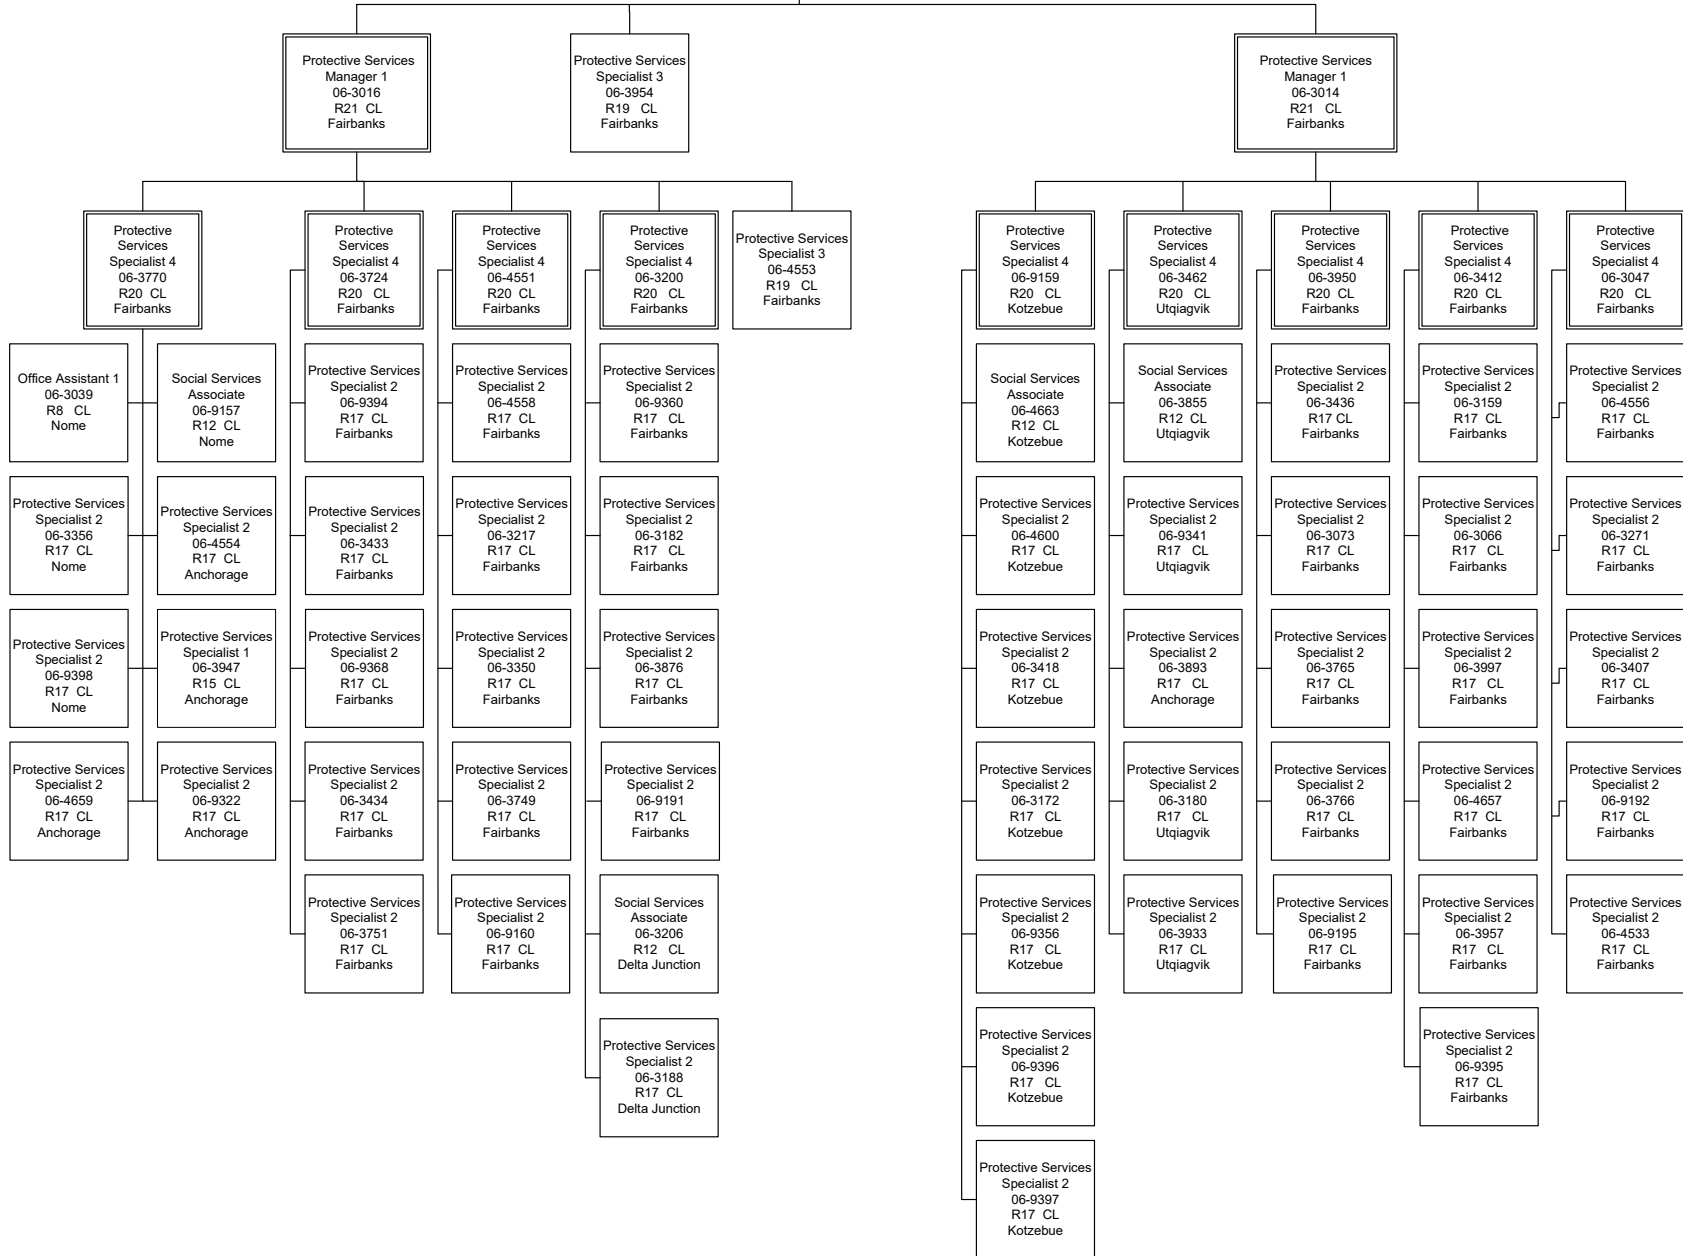 Protective Services
Manager 1
06-3016
R21 CL
Fairbanks
Protective Services
Specialist 3
06-3954
R19 CL
Fairbanks
Protective Services
Manager 1
06-3014
R21 CL
Fairbanks
Protective
Services
Specialist 4
06-3770
R20 CL
Fairbanks
Protective
Services
Specialist 4
06-3724
R20 CL
Fairbanks
Protective
Services
Specialist 4
06-4551
R20 CL
Fairbanks
Protective
Services
Specialist 4
06-3200
R20 CL
Fairbanks
Protective Services
Specialist 3
06-4553
R19 CL
Fairbanks
Protective
Services
Specialist 4
06-9159
R20 CL
Kotzebue
Protective
Services
Specialist 4
06-3462
R20 CL
Utqiagvik
Protective
Services
Specialist 4
06-3950
R20 CL
Fairbanks
Protective
Services
Specialist 4
06-3412
R20 CL
Fairbanks
Protective
Services
Specialist 4
06-3047
R20 CL
Fairbanks
Office Assistant 1
06-3039
R8 CL
Nome
Social Services
Associate
06-9157
R12 CL
Nome
Protective Services
Specialist 2
06-9394
R17 CL
Fairbanks
Protective Services
Specialist 2
06-4558
R17 CL
Fairbanks
Protective Services
Specialist 2
06-9360
R17 CL
Fairbanks
Social Services
Associate
06-4663
R12 CL
Kotzebue
Social Services
Associate
06-3855
R12 CL
Utqiagvik
Protective Services
Specialist 2
06-3436
R17 CL
Fairbanks
Protective Services
Specialist 2
06-3159
R17 CL
Fairbanks
Protective Services
Specialist 2
06-4556
R17 CL
Fairbanks
Protective Services
Specialist 2
06-3356
R17 CL
Nome
Protective Services
Specialist 2
06-4554
R17 CL
Anchorage
Protective Services
Specialist 2
06-3433
R17 CL
Fairbanks
Protective Services
Specialist 2
06-3217
R17 CL
Fairbanks
Protective Services
Specialist 2
06-3182
R17 CL
Fairbanks
Protective Services
Specialist 2
06-4600
R17 CL
Kotzebue
Protective Services
Specialist 2
06-9341
R17 CL
Utqiagvik
Protective Services
Specialist 2
06-3073
R17 CL
Fairbanks
Protective Services
Specialist 2
06-3066
R17 CL
Fairbanks
Protective Services
Specialist 2
06-3271
R17 CL
Fairbanks
Protective Services
Specialist 2
06-9398
R17 CL
Nome
Protective Services
Specialist 1
06-3947
R15 CL
Anchorage
Protective Services
Specialist 2
06-9368
R17 CL
Fairbanks
Protective Services
Specialist 2
06-3350
R17 CL
Fairbanks
Protective Services
Specialist 2
06-3876
R17 CL
Fairbanks
Protective Services
Specialist 2
06-3418
R17 CL
Kotzebue
Protective Services
Specialist 2
06-3893
R17 CL
Anchorage
Protective Services
Specialist 2
06-3765
R17 CL
Fairbanks
Protective Services
Specialist 2
06-3997
R17 CL
Fairbanks
Protective Services
Specialist 2
06-3407
R17 CL
Fairbanks
Protective Services
Specialist 2
06-4659
R17 CL
Anchorage
Protective Services
Specialist 2
06-9322
R17 CL
Anchorage
Protective Services
Specialist 2
06-3434
R17 CL
Fairbanks
Protective Services
Specialist 2
06-3749
R17 CL
Fairbanks
Protective Services
Specialist 2
06-9191
R17 CL
Fairbanks
Protective Services
Specialist 2
06-3172
R17 CL
Kotzebue
Protective Services
Specialist 2
06-3180
R17 CL
Utqiagvik
Protective Services
Specialist 2
06-3766
R17 CL
Fairbanks
Protective Services
Specialist 2
06-4657
R17 CL
Fairbanks
Protective Services
Specialist 2
06-9192
R17 CL
Fairbanks
Protective Services
Specialist 2
06-3751
R17 CL
Fairbanks
Protective Services
Specialist 2
06-9160
R17 CL
Fairbanks
Social Services
Associate
06-3206
R12 CL
Delta Junction
Protective Services
Specialist 2
06-9356
R17 CL
Kotzebue
Protective Services
Specialist 2
06-3933
R17 CL
Utqiagvik
Protective Services
Specialist 2
06-9195
R17 CL
Fairbanks
Protective Services
Specialist 2
06-3957
R17 CL
Fairbanks
Protective Services
Specialist 2
06-4533
R17 CL
Fairbanks
Protective Services
Specialist 2
06-3188
R17 CL
Delta Junction
Protective Services
Specialist 2
06-9396
R17 CL
Kotzebue
Protective Services
Specialist 2
06-9395
R17 CL
Fairbanks
Protective Services
Specialist 2
06-9397
R17 CL
Kotzebue